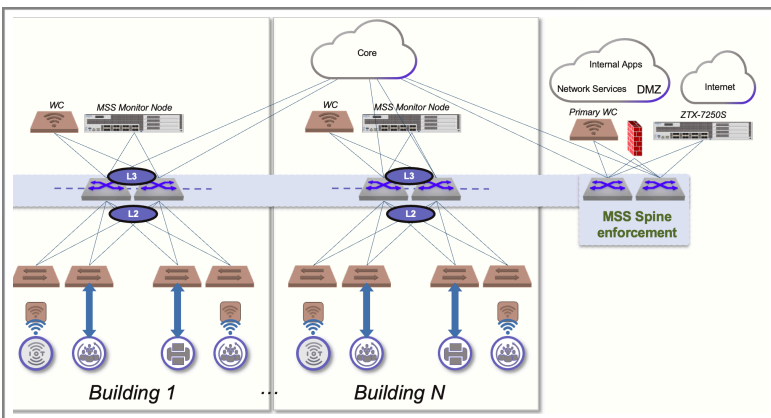 Core
Internal Apps
Network Services
DMZ
Internet
WC
MSS Monitor Node
WC
MSS Monitor Node
Primary WC
ZTX-7250S
L3
L3
L2
L2
MSS Spine
enforcement
Building 1
...
Building N